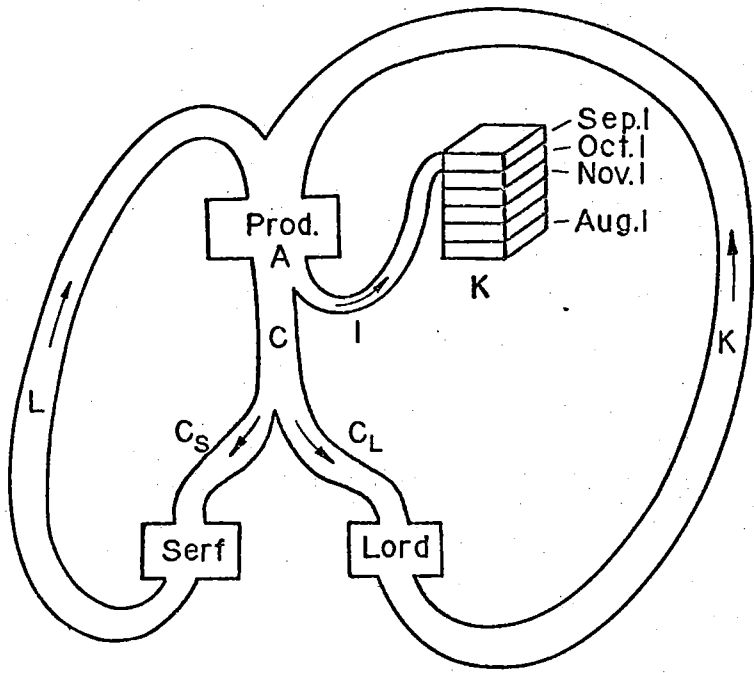 Sep.1
Oct.1
Nov.1
Aug.1
Prod.
A
K
I
C
K
L
C_S
C_L
Serf
Lord